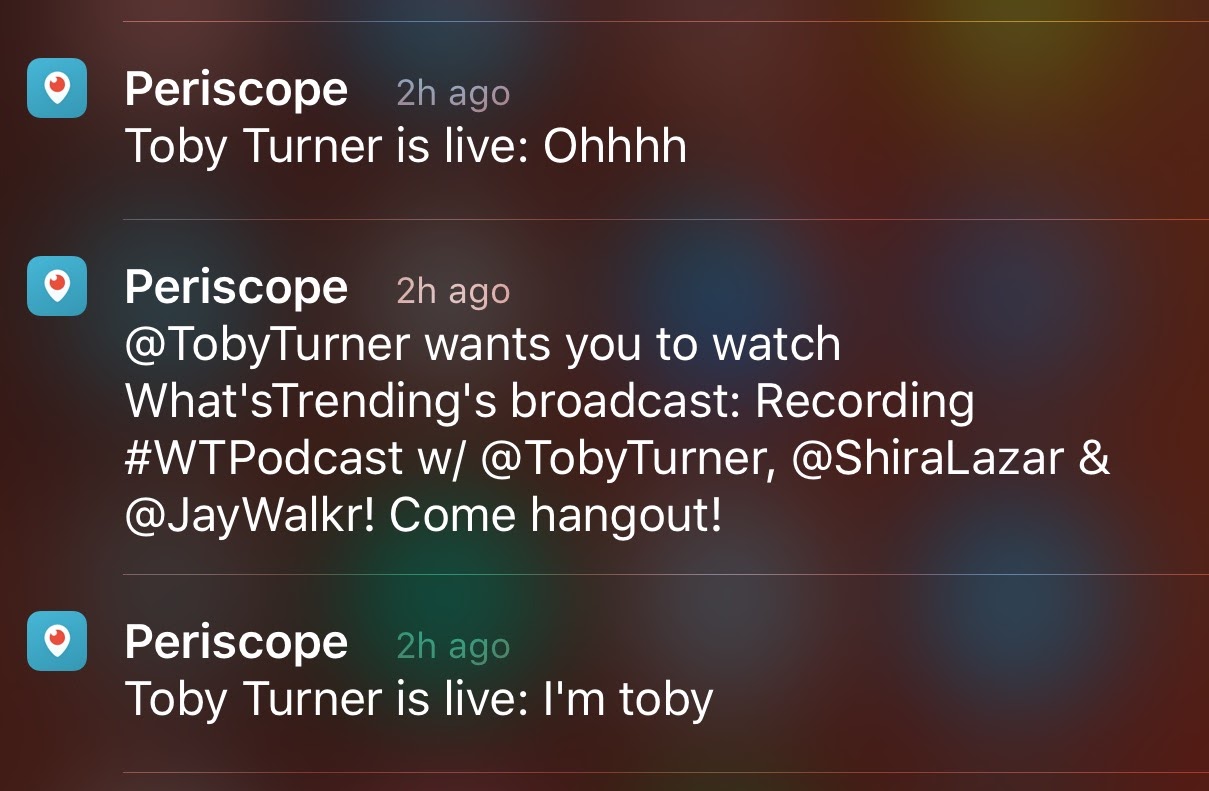 Periscope 2h ago
Toby Turner is live: Ohhhh
Periscope 2h ago
@TobyTurner wants you to watch
What'sTrending's broadcast: Recording
#WTPodcast w/ @TobyTurner, @ShiraLazar &
@JayWalkr! Come hangout!
Periscope 2h ago
Toby Turner is live: I'm toby